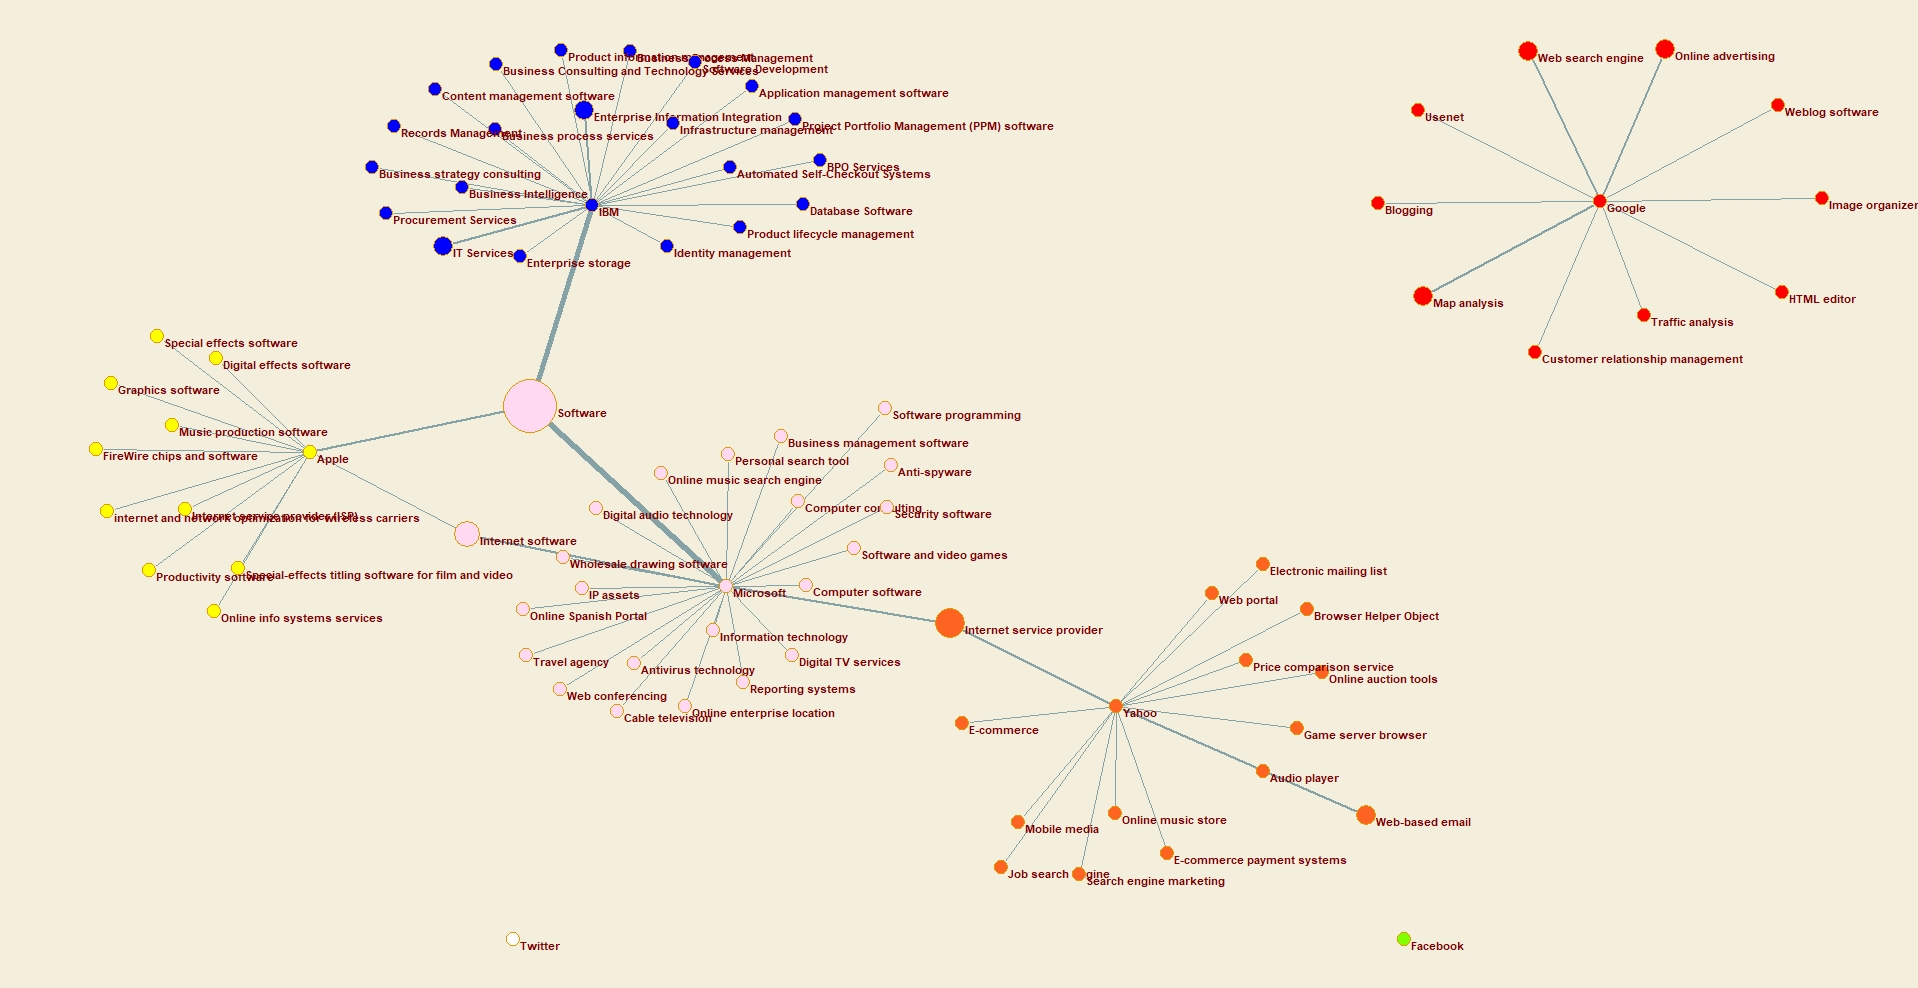 Product information management
Business Process Management
Software Development
Business Consulting and Technology Services
Content management software
Application management software
Enterprise Information Integration
Infrastructure management
Project Portfolio Management (PPM) software
Records Management
Business process services
Business strategy consulting
BPO Services
Automated Self-Checkout Systems
Business Intelligence
IBM
Procurement Services
Database Software
Product lifecycle management
IT Services
Enterprise storage
Identity management
Web search engine
Online advertising
Usenet
Weblog software
Blogging
Google
Image organizer
Map analysis
HTML editor
Traffic analysis
Customer relationship management
Special effects software
Digital effects software
Graphics software
Music production software
FireWire chips and software
Apple
Internet service provider (ISP)
internet and network optimization for wireless carriers
Productivity software
Special-effects titling software for film and video
Online info systems services
Software
Internet software
Software programming
Business management software
Personal search tool
Anti-spyware
Online music search engine
Computer consulting
Security software
Digital audio technology
Software and video games
Wholesale drawing software
IP assets
Microsoft
Computer software
Online Spanish Portal
Information technology
Travel agency
Antivirus technology
Digital TV services
Web conferencing
Reporting systems
Cable television
Online enterprise location
Internet service provider
Electronic mailing list
Web portal
Browser Helper Object
Price comparison service
Online auction tools
Yahoo
E-commerce
Game server browser
Audio player
Web-based email
Mobile media
Online music store
E-commerce payment systems
Job search engine
Search engine marketing
Twitter
Facebook